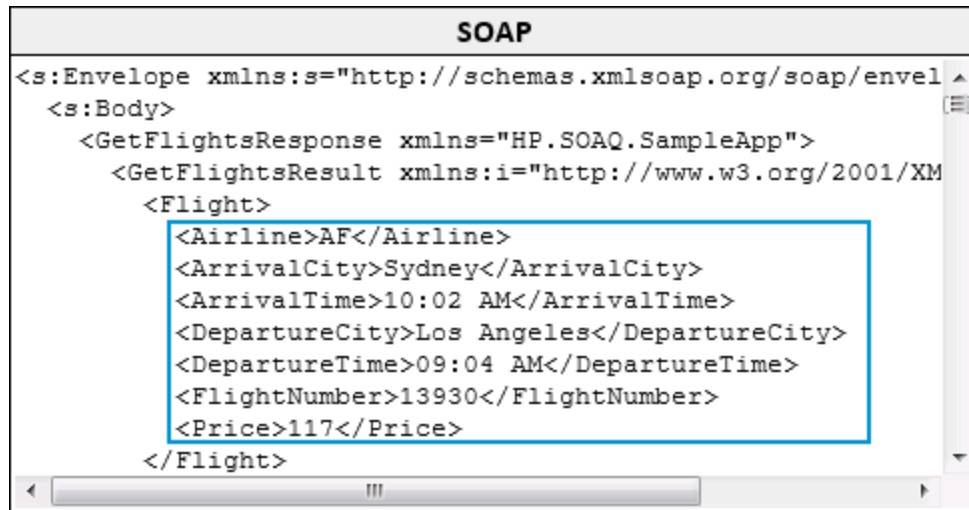 SOAP
<s:Envelope xmlns:s="http://schemas.xmlsoap.org/soap/envel
<s:Body>
<GetFlightsResponse xmlns="HP.SOAQ.SampleApp">
<GetFlightsResult xmlns:i="http://www.w3.org/2001/XM
<Flight>
<Airline>AF</Airline>
<ArrivalCity>Sydney</ArrivalCity>
<ArrivalTime>10:02 AM</ArrivalTime>
<DepartureCity>Los Angeles</DepartureCity>
<DepartureTime>09:04 AM</DepartureTime>
<FlightNumber>13930</FlightNumber>
<Price>117</Price>
</Flight>